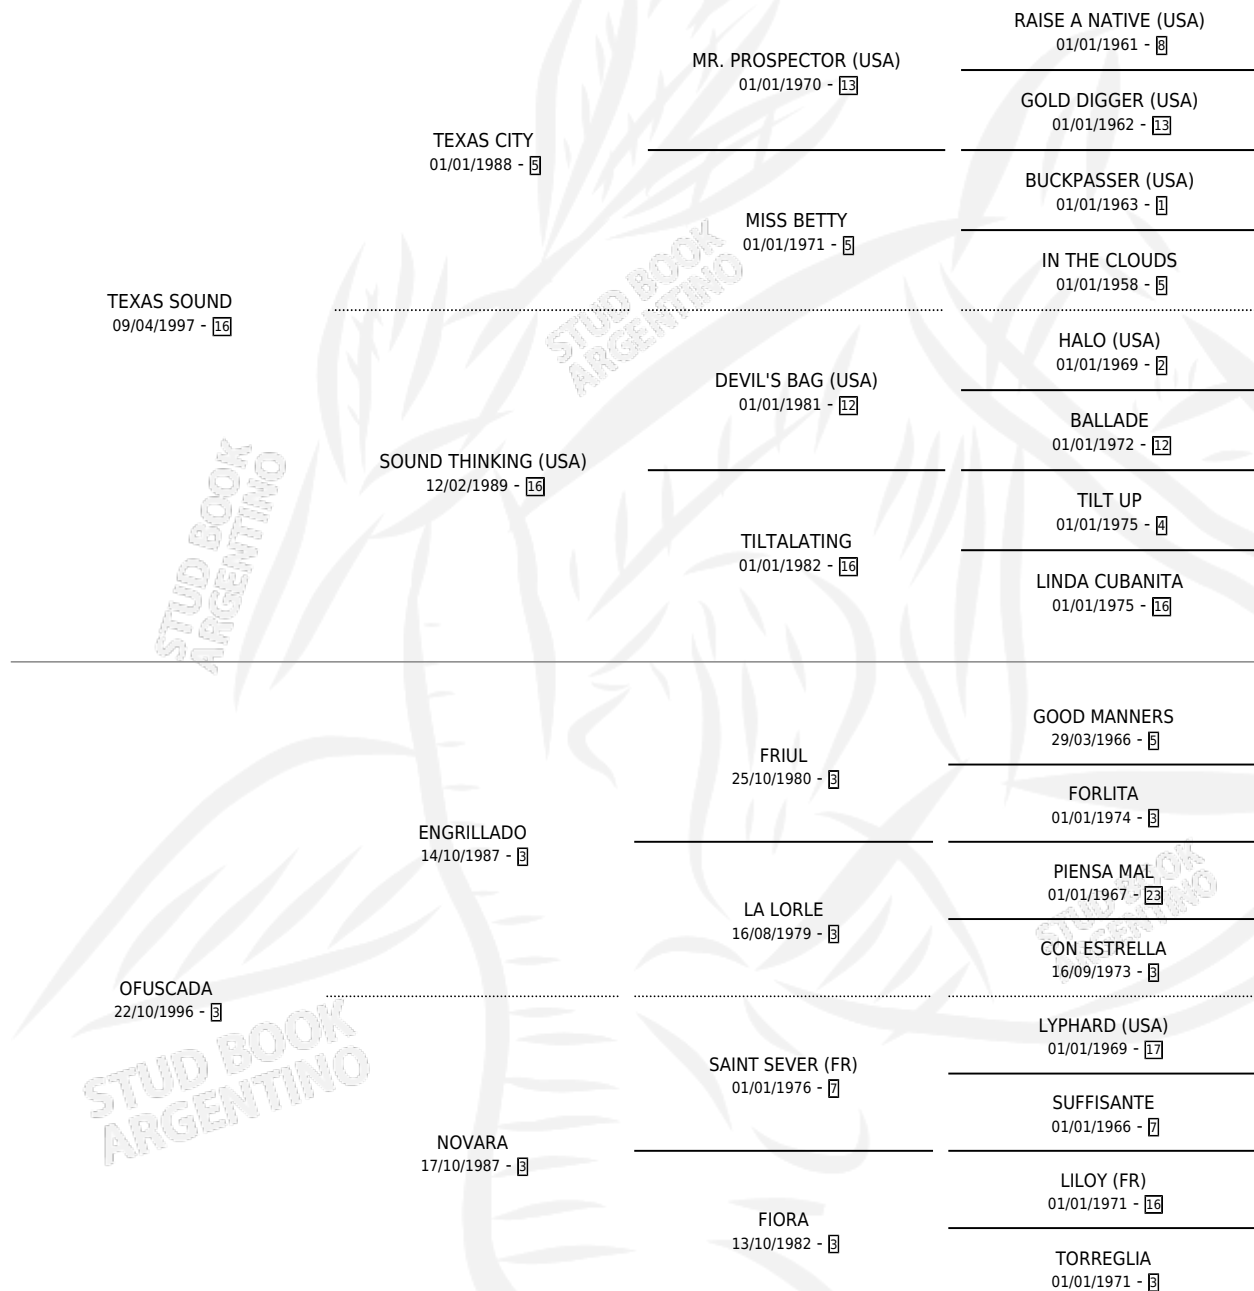 RAISE A NATIVE (USA)
01/01/1961 - 8
MR. PROSPECTOR (USA)
01/01/1970 - 13
GOLD DIGGER (USA)
01/01/1962 - 13
TEXAS CITY
01/01/1988 - 5
BUCKPASSER (USA)
01/01/1963 - 1
MISS BETTY
01/01/1971 - 5
IN THE CLOUDS
01/01/1958 - 5
TEXAS SOUND
09/04/1997 - 16
STUD BOOK
ARGENTINO
HALO (USA)
01/01/1969 - 2
DEVIL'S BAG (USA)
01/01/1981 - 12
BALLADE
01/01/1972 - 12
SOUND THINKING (USA)
12/02/1989 - 16
STUD BOOK
ARGENTINO
TILT UP
01/01/1975 - 4
TILTALATING
01/01/1982 - 16
LINDA CUBANITA
01/01/1975 - 16
GOOD MANNERS
29/03/1966 - 5
FRIUL
25/10/1980 - 3
FORLITA
01/01/1974 - 3
ENGRILLADO
14/10/1987 - 3
PIENSA MAL
01/01/1967 - 23
STUD BOOK
ARGENTINO
LA LORLE
16/08/1979 - 3
CON ESTRELLA
16/09/1973 - 3
OFUSCADA
22/10/1996 - 3
STUD BOOK
ARGENTINO
LYPHARD (USA)
01/01/1969 - 17
SAINT SEVER (FR)
01/01/1976 - 7
SUFFISANTE
01/01/1966 - 7
NOVARA
17/10/1987 - 3
LILOY (FR)
01/01/1971 - 16
FIORA
13/10/1982 - 3
TORREGLIA
01/01/1971 - 3